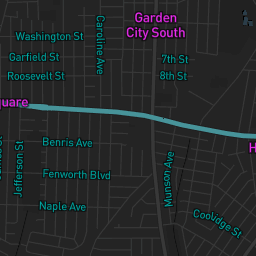 Garden
City South
Washington St
Caroline Ave
Garfield St
7th St
Roosevelt St
8th St
quare
Benris Ave
H
Jefferson St
Fenworth Blvd
Munson Ave
Naple Ave
Coolidge St